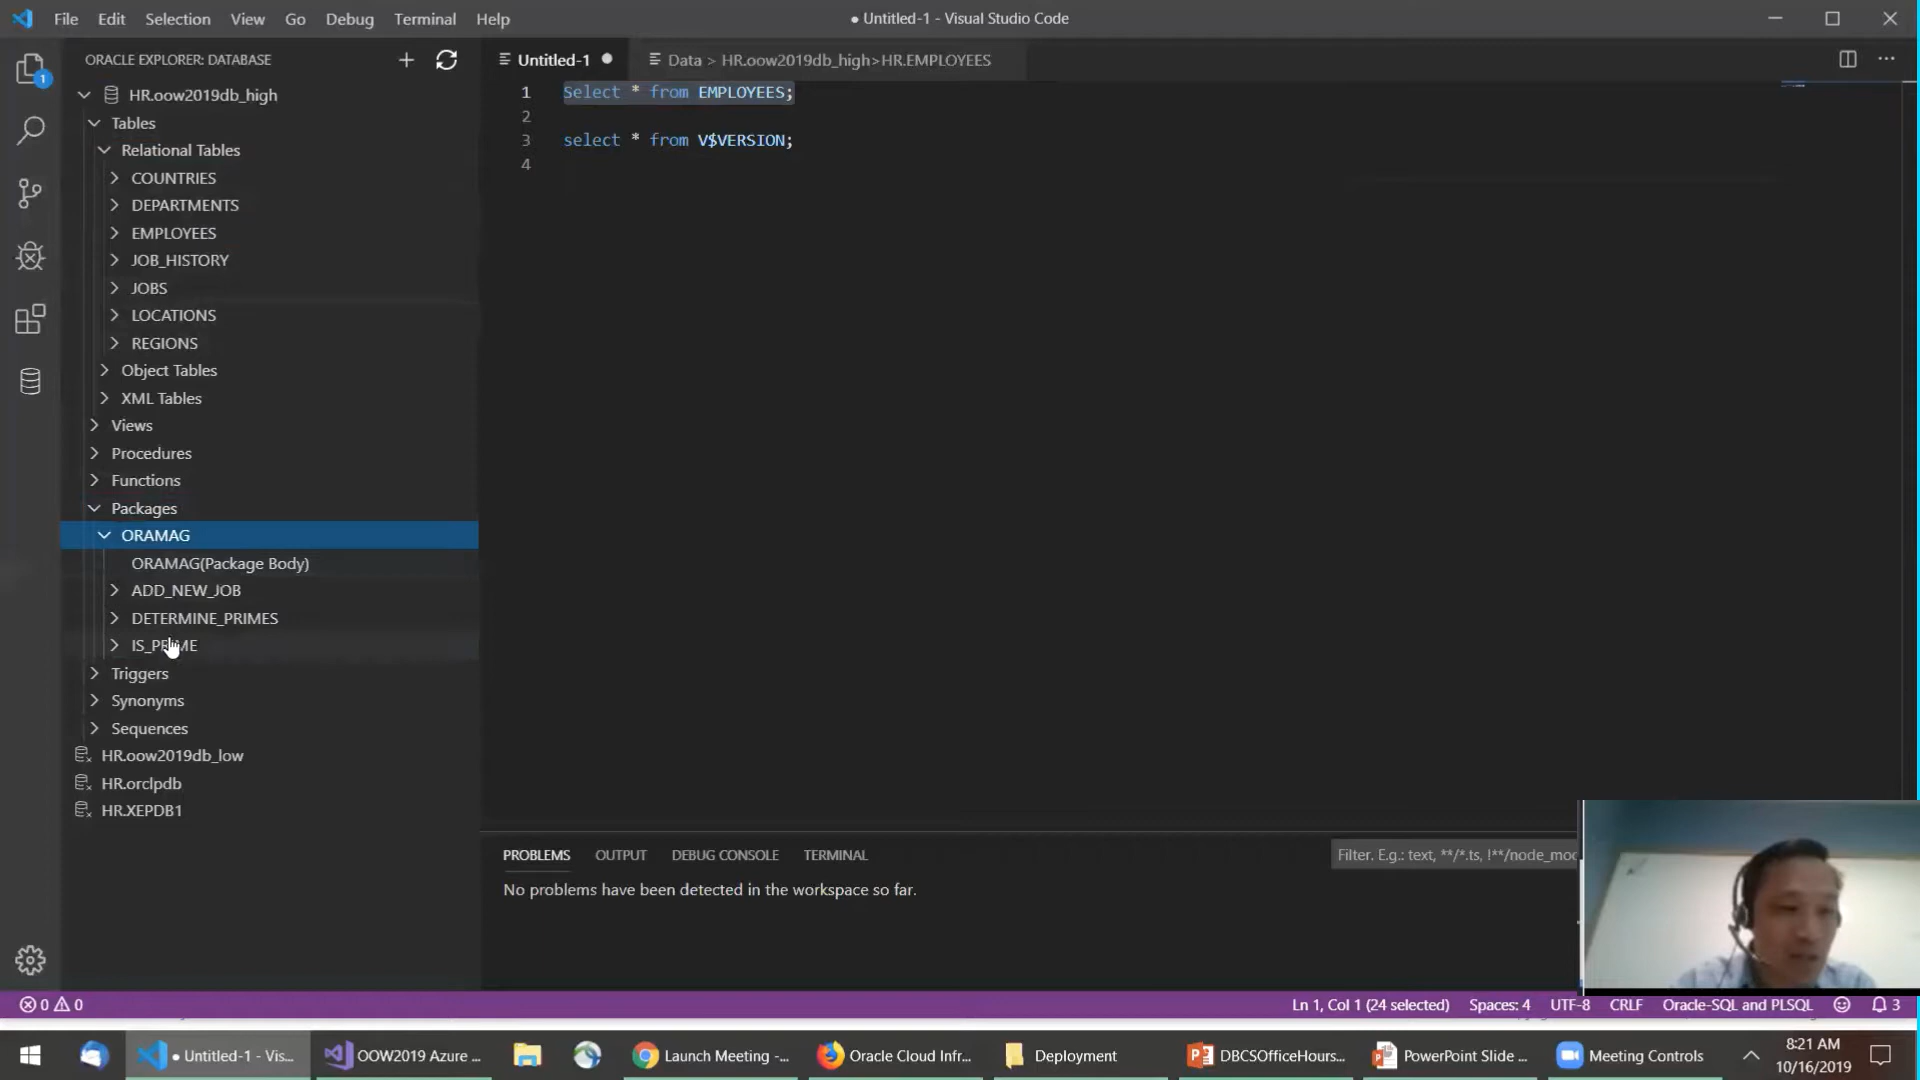 File Edit Selection View Go Debug Terminal Help
● Untitled-1 - Visual Studio Code
ORACLE EXPLORER: DATABASE
Untitled-1 ●
Data > HR.oow2019db_high>HR.EMPLOYEES
1
HR.oow2019db_high
Tables
Relational Tables
COUNTRIES
DEPARTMENTS
EMPLOYEES
JOB_HISTORY
JOBS
LOCATIONS
REGIONS
Object Tables
XML Tables
Views
Procedures
Functions
Packages
ORAMAG
ORAMAG(Package Body)
ADD_NEW_JOB
DETERMINE_PRIMES
IS_PRIME
Triggers
Synonyms
Sequences
HR.oow2019db_low
HR.orclpdb
HR.XEPDB1
1 Select * from EMPLOYEES;
2
3 select * from V$VERSION;
4
PROBLEMS OUTPUT DEBUG CONSOLE TERMINAL
Filter. E.g.: text, **/*.ts, !**/node_moc
No problems have been detected in the workspace so far.
0 0
Ln 1, Col 1 (24 selected) Spaces: 4 UTF-8 CRLF Oracle-SQL and PLSQL 3
● Untitled-1 - Vis...
OOW2019 Azure ...
Launch Meeting -...
Oracle Cloud Infr...
Deployment
DBCSOfficeHours...
PowerPoint Slide ...
Meeting Controls
8:21 AM
10/16/2019